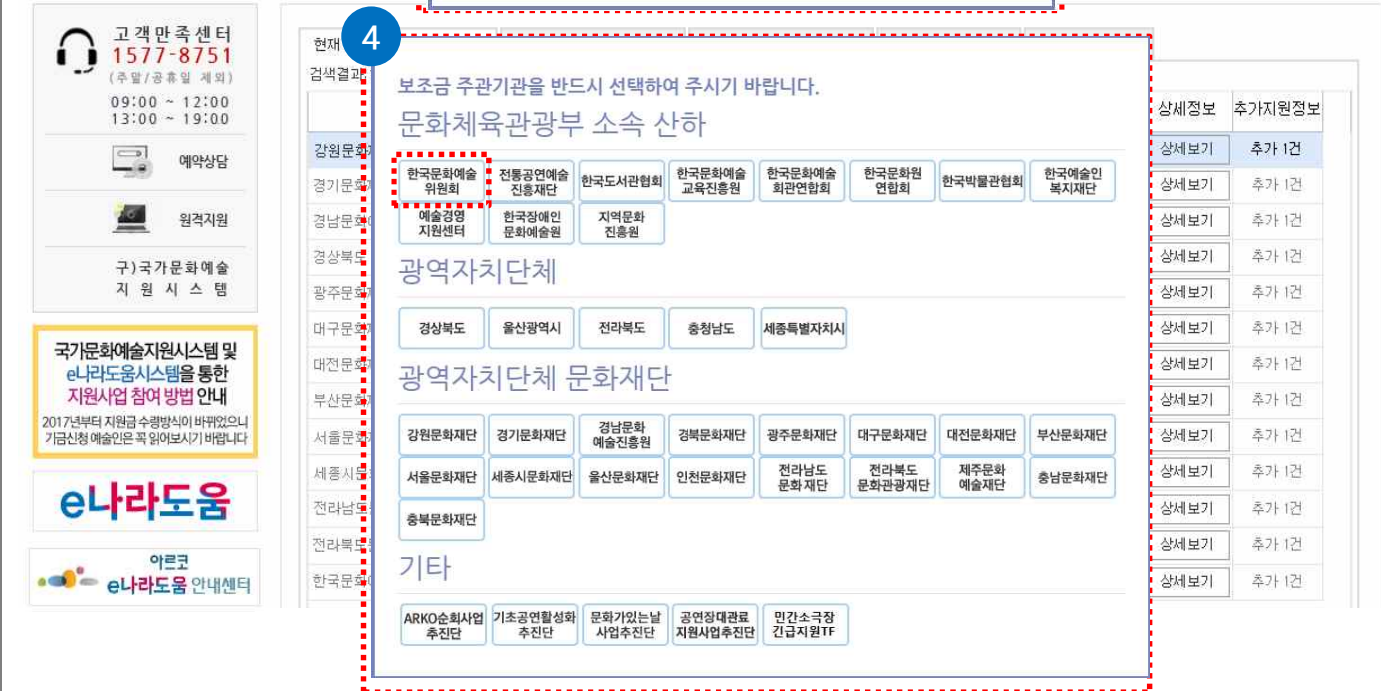 고객만족센터
1577-8751
(주말/공휴일 제외)
09:00 ~ 12:00
13:00 ~ 19:00
예약상담
원격지원
구)국가문화예술
지원시스템
국가문화예술지원시스템 및
e나라도움시스템을 통한
지원사업 참여 방법 안내
2017년부터 지원금 수령방식이 바뀌었으니
기금신청 예술인은 꼭 읽어보시기 바랍니다
e나라도움
아르코
e나라도움 안내센터
현재
검색결과
상세정보 추가지원정보
강원문화 상세보기 추가 1건
경기문화 상세보기 추가 1건
경남문화 상세보기 추가 1건
경상북도 상세보기 추가 1건
광주문화 상세보기 추가 1건
대구문화 상세보기 추가 1건
대전문화 상세보기 추가 1건
부산문화 상세보기 추가 1건
서울문화 상세보기 추가 1건
세종시문 상세보기 추가 1건
전라남도 상세보기 추가 1건
전라북도 상세보기 추가 1건
한국문화 상세보기 추가 1건
4
보조금 주관기관을 반드시 선택하여 주시기 바랍니다.
문화체육관광부 소속 산하
한국문화예술 전통공연예술 한국도서관협회 한국문화예술 한국문화예술 한국문화원 한국박물관협회 한국예술인
위원회 진흥재단 교육진흥원 회관연합회 연합회 복지재단
예술경영 한국장애인 지역문화
지원센터 문화예술원 진흥원
광역자치단체
경상북도 울산광역시 전라북도 충청남도 세종특별자치시
광역자치단체 문화재단
강원문화재단 경기문화재단 경남문화 경북문화재단 광주문화재단 대구문화재단 대전문화재단 부산문화재단
예술진흥원
서울문화재단 세종시문화재단 울산문화재단 인천문화재단 전라남도 전라북도 제주문화 충남문화재단
문화재단 문화관광재단 예술재단
충북문화재단
기타
ARKO순회사업 기초공연활성화 문화가있는날 공연장대관료 민간소극장
추진단 추진단 사업추진단 지원사업추진단 긴급지원TF